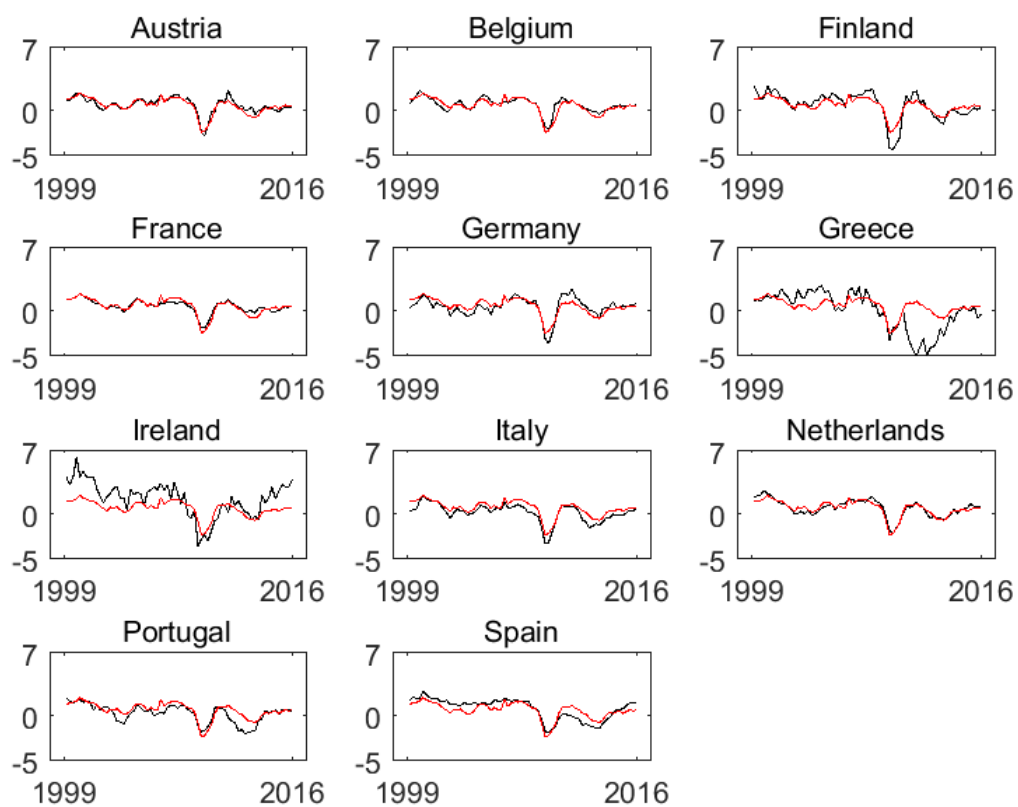 Austria Belgium Finland
7 7 7
0 0 0
-5 -5 -5
1999 2016 1999 2016 1999 2016
France Germany Greece
7 7 7
0 0 0
-5 -5 -5
1999 2016 1999 2016 1999 2016
Ireland Italy Netherlands
7 7 7
0 0 0
-5 -5 -5
1999 2016 1999 2016 1999 2016
Portugal Spain
7 7
0 0
-5 -5
1999 2016 1999 2016